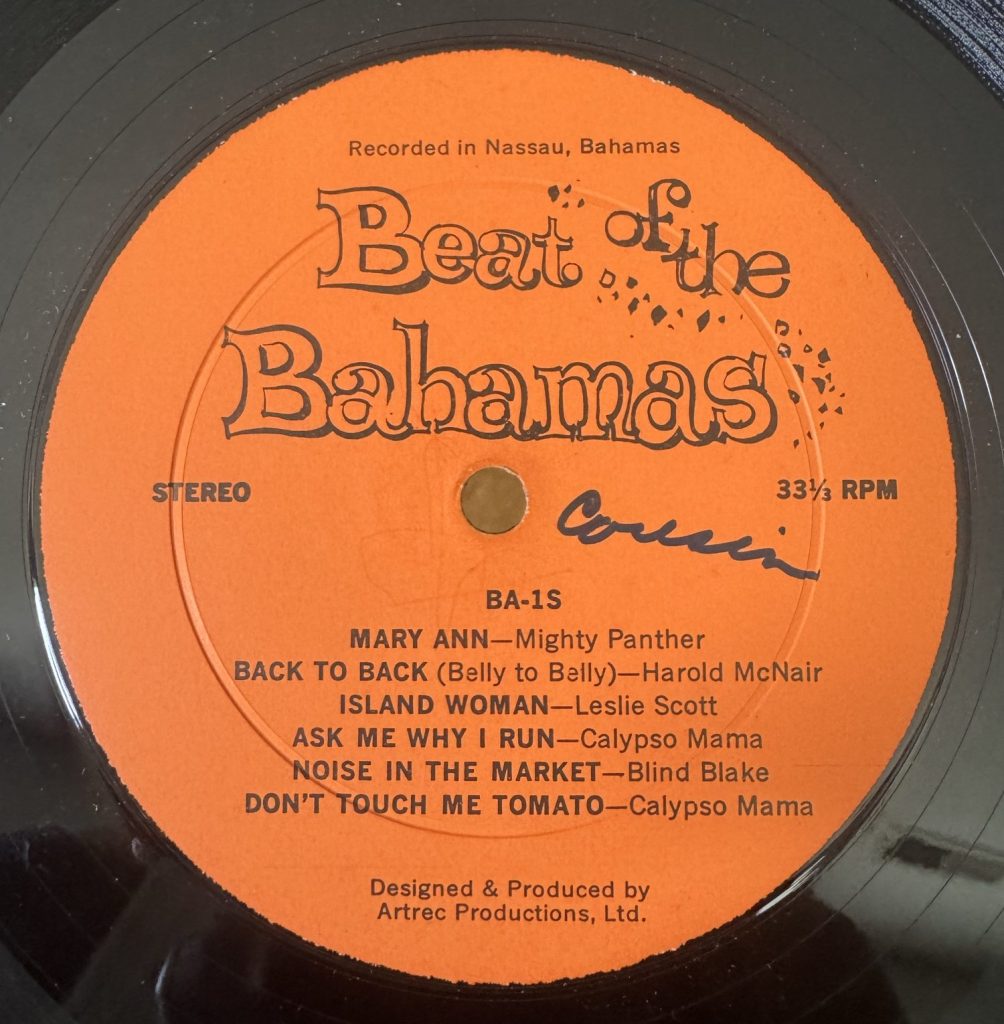 Recorded in Nassau, Bahamas
Beat of the
Bahamas
STEREO
33⅓ RPM
Cousin
BA-1S
MARY ANN—Mighty Panther
BACK TO BACK (Belly to Belly)—Harold McNair
ISLAND WOMAN—Leslie Scott
ASK ME WHY I RUN—Calypso Mama
NOISE IN THE MARKET—Blind Blake
DON'T TOUCH ME TOMATO—Calypso Mama
Designed & Produced by
Artrec Productions, Ltd.